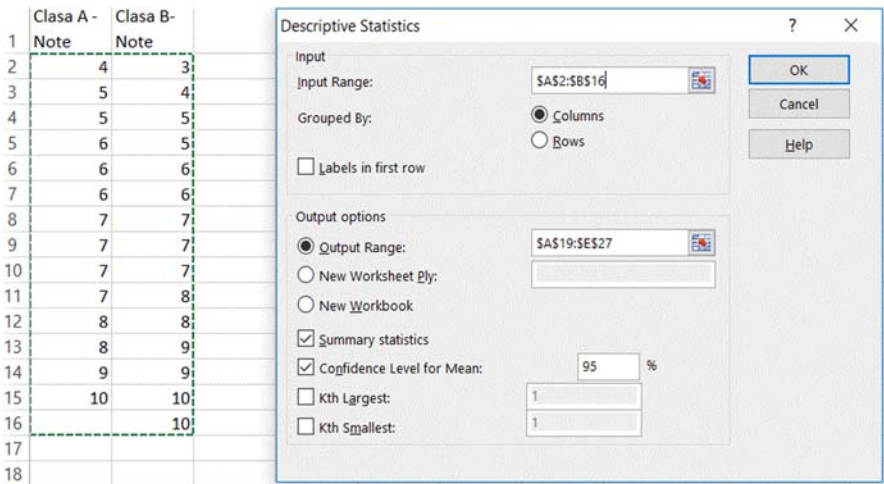 Clasa A - Clasa B-
1 Note Note
2 4 3
3 5 4
4 5 5
5 6 5
6 6 6
7 6 6
8 7 7
9 7 7
10 7 7
11 7 8
12 8 8
13 8 9
14 9 9
15 10 10
16 10
17
18
Descriptive Statistics ? ×
Input
Input Range: $A$2:$B$16
Grouped By: Columns
Rows
Labels in first row
OK
Cancel
Help
Output options
Output Range: $A$19:$E$27
New Worksheet Ply:
New Workbook
Summary statistics
Confidence Level for Mean: 95 %
Kth Largest: 1
Kth Smallest: 1